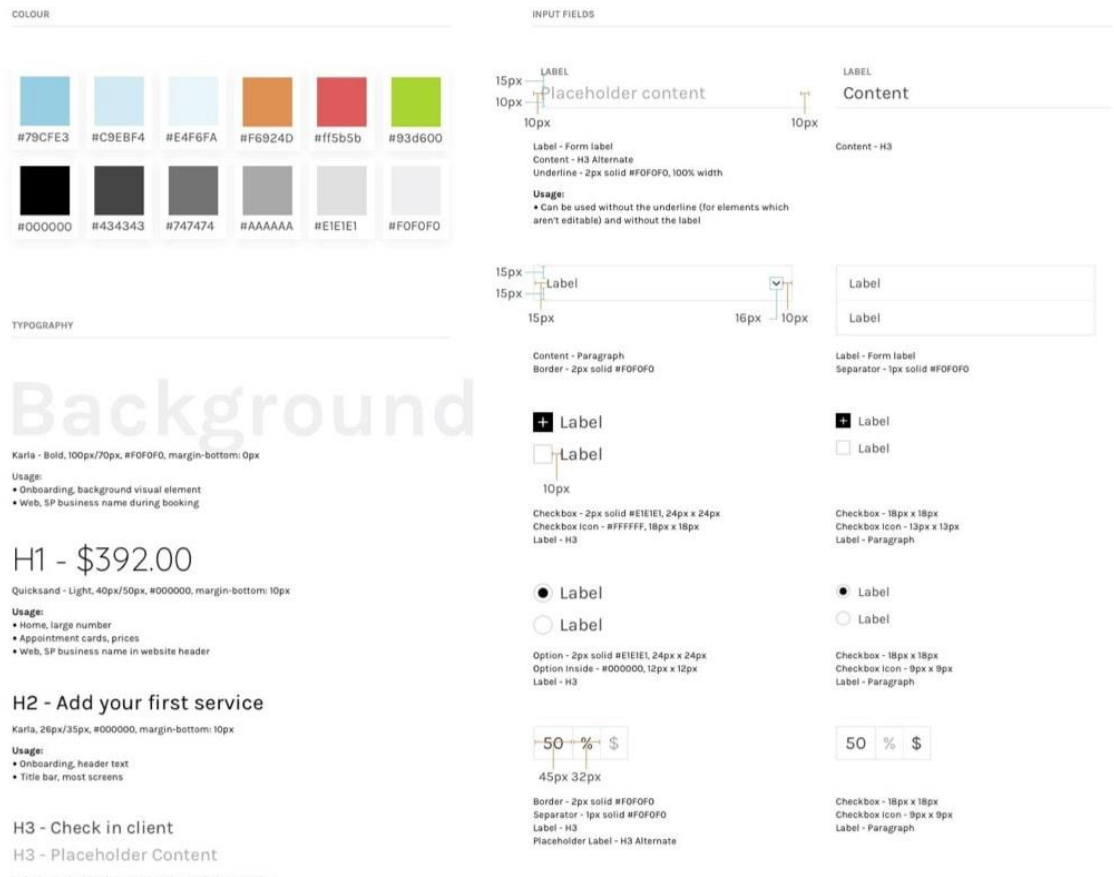 COLOUR
#79CFE3 #C9EBF4 #E4F6FA #F6924D #ff5b5b #93d600
#000000 #434343 #747474 #AAAAAA #E1E1E1 #F0F0F0
TYPOGRAPHY
Background
Karla - Bold, 100px/70px, #F0F0F0, margin-bottom: 0px
Usage:
• Onboarding, background visual element
• Web, SP business name during booking
H1 - $392.00
Quicksand - Light, 40px/50px, #000000, margin-bottom: 10px
Usage:
• Home, large number
• Appointment cards, prices
• Web, SP business name in website header
H2 - Add your first service
Karla, 26px/35px, #000000, margin-bottom: 10px
Usage:
• Onboarding, header text
• Title bar, most screens
H3 - Check in client
H3 - Placeholder Content
INPUT FIELDS
LABEL
15px
Placeholder content
10px
10px 10px
Label - Form label
Content - H3 Alternate
Underline - 2px solid #F0F0F0, 100% width
Usage:
• Can be used without the underline (for elements which
aren't editable) and without the label
LABEL
Content
Content - H3
15px
Label
15px
15px 16px 10px
Content - Paragraph
Border - 2px solid #F0F0F0
Label
Label
Label - Form label
Separator - 1px solid #F0F0F0
Label
Label
10px
Checkbox - 2px solid #E1E1E1, 24px x 24px
Checkbox Icon - #FFFFFF, 18px x 18px
Label - H3
Label
Label
Checkbox - 18px x 18px
Checkbox Icon - 13px x 13px
Label - Paragraph
Label
Label
Option - 2px solid #E1E1E1, 24px x 24px
Option Inside - #000000, 12px x 12px
Label - H3
Label
Label
Checkbox - 18px x 18px
Checkbox Icon - 9px x 9px
Label - Paragraph
50 % $
45px 32px
Border - 2px solid #F0F0F0
Separator - 1px solid #F0F0F0
Label - H3
Placeholder Label - H3 Alternate
50 % $
Checkbox - 18px x 18px
Checkbox Icon - 9px x 9px
Label - Paragraph